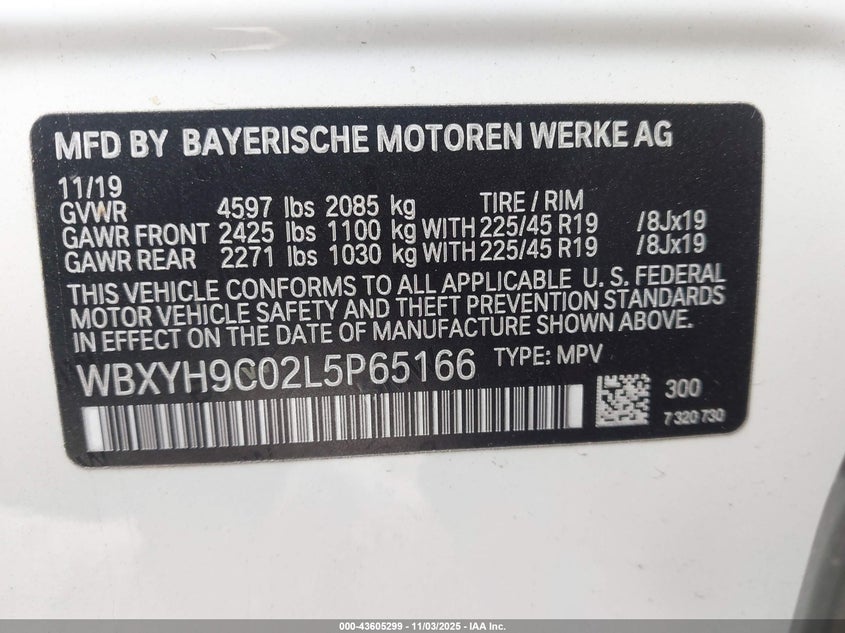 MFD BY BAYERISCHE MOTOREN WERKE AG
11/19
GVWR 4597 lbs 2085 kg TIRE / RIM
GAWR FRONT 2425 lbs 1100 kg WITH 225/45 R19 /8Jx19
GAWR REAR 2271 lbs 1030 kg WITH 225/45 R19 /8Jx19
THIS VEHICLE CONFORMS TO ALL APPLICABLE U. S. FEDERAL
MOTOR VEHICLE SAFETY AND THEFT PREVENTION STANDARDS
IN EFFECT ON THE DATE OF MANUFACTURE SHOWN ABOVE.
WBXYH9C02L5P65166 TYPE: MPV
300
7 320 730
000-43605299 - 11/03/2025 - IAA Inc.